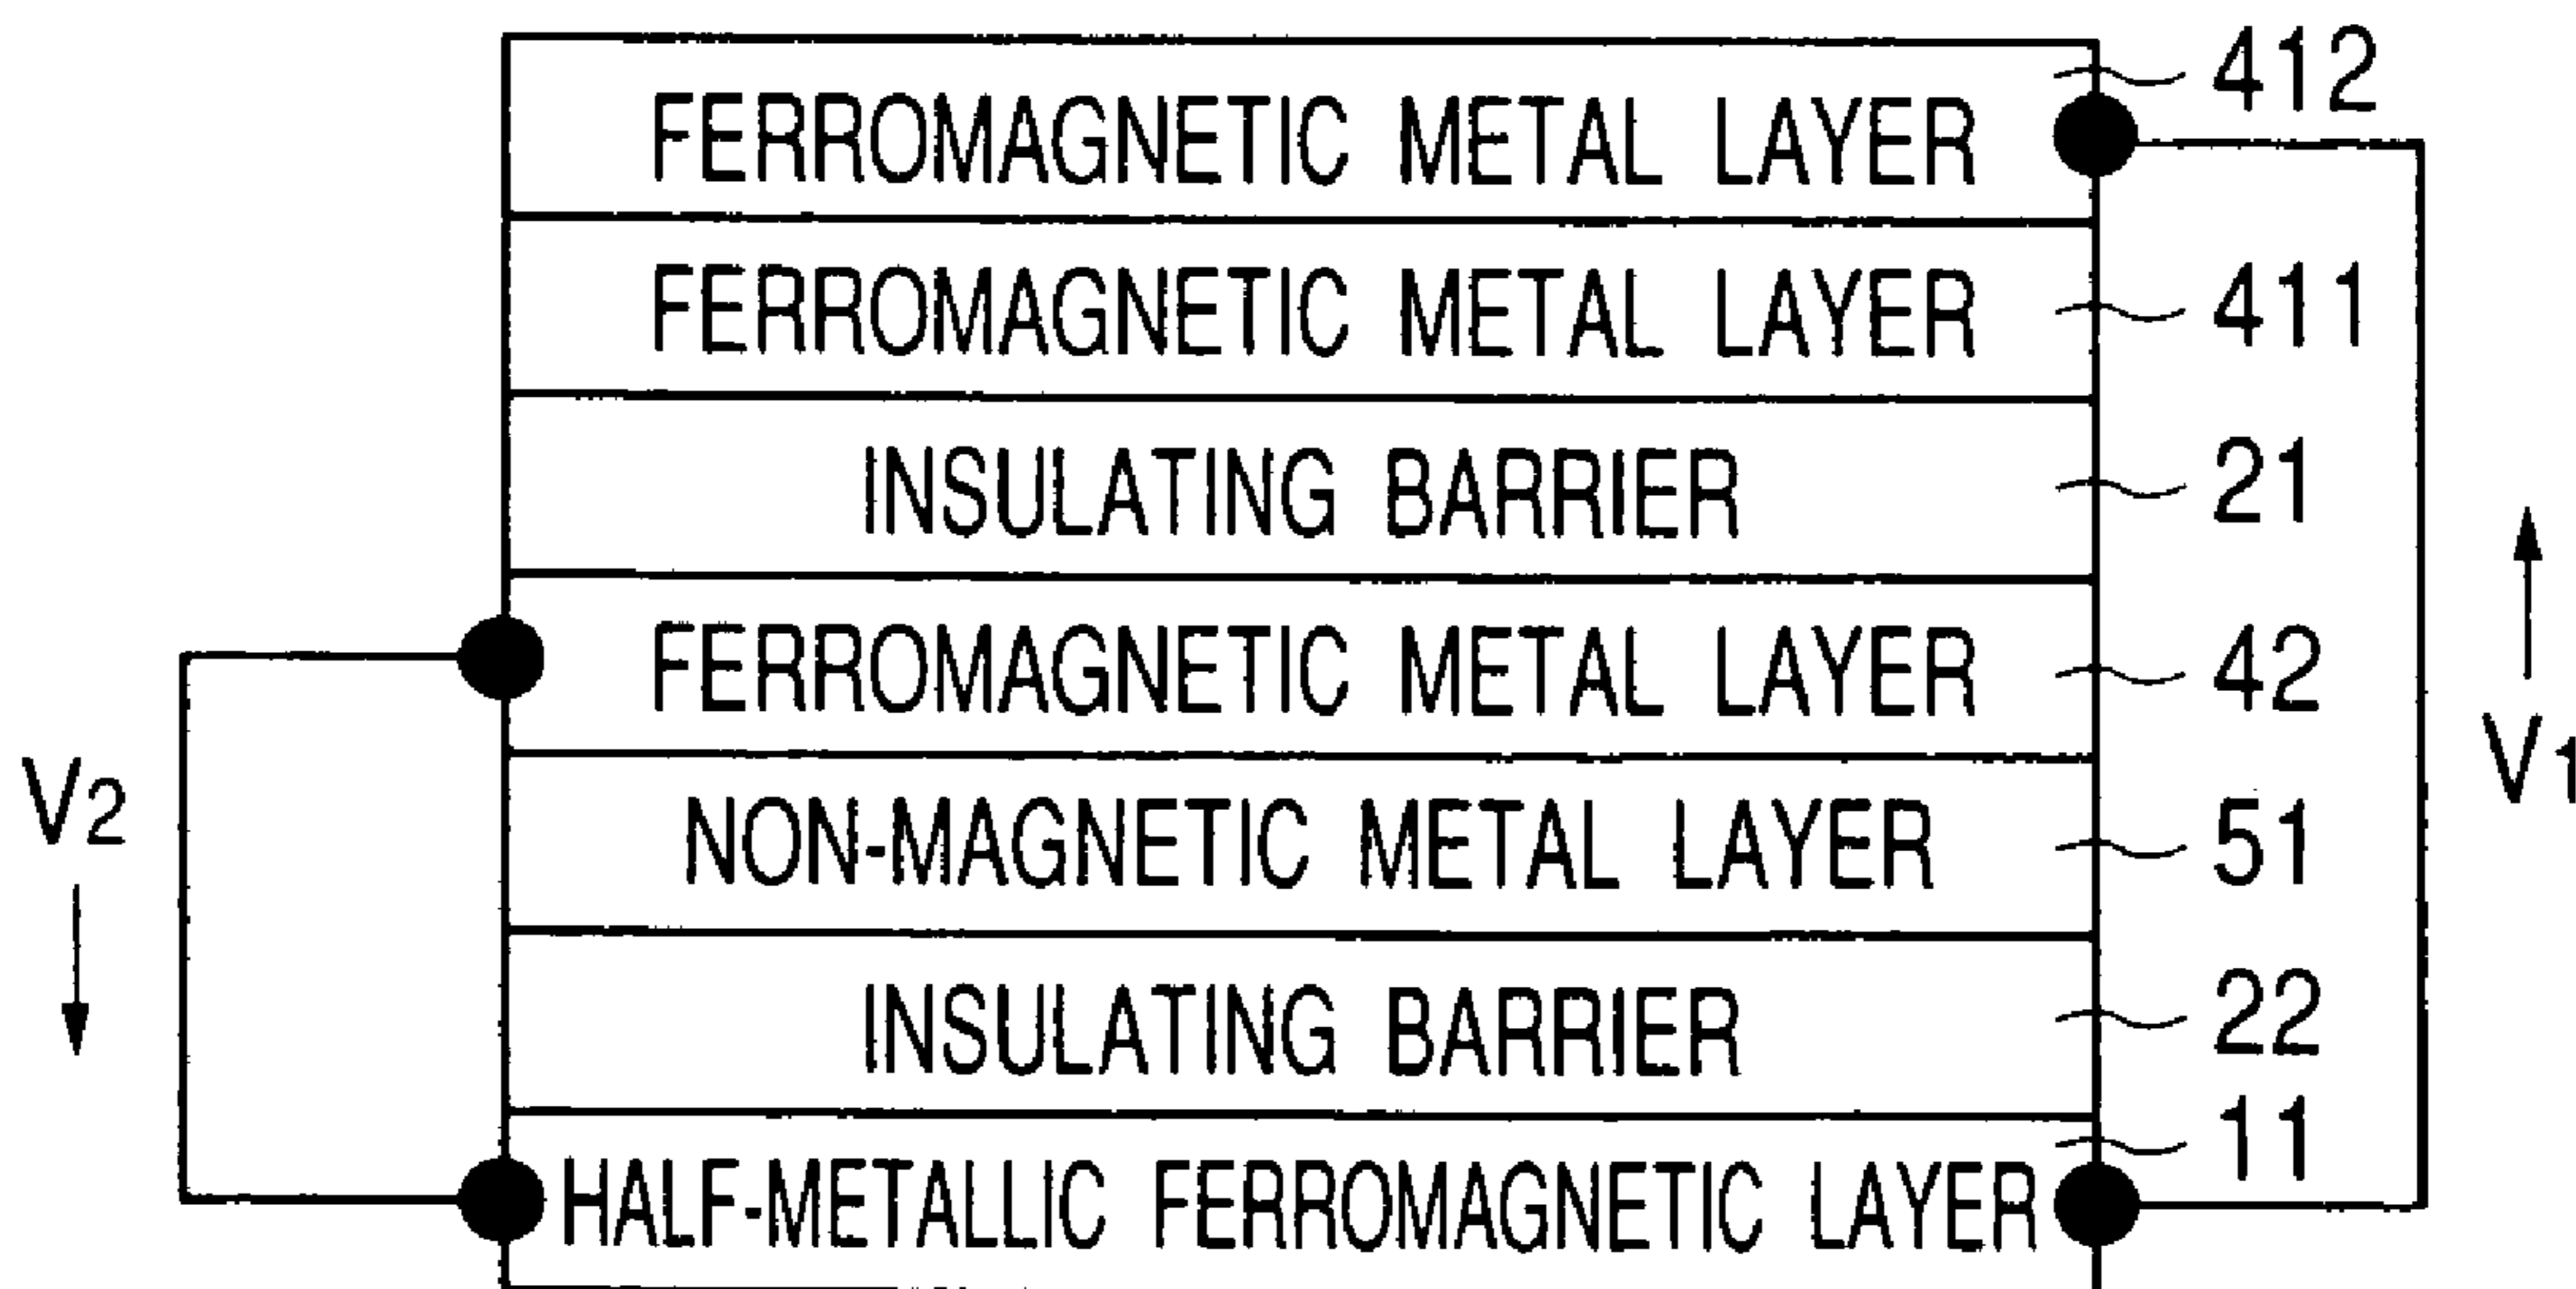 412
FERROMAGNETIC METAL LAYER
FERROMAGNETIC METAL LAYER 411
INSULATING BARRIER 21
FERROMAGNETIC METAL LAYER 42
V2
V1
NON-MAGNETIC METAL LAYER 51
INSULATING BARRIER 22
11
HALF-METALLIC FERROMAGNETIC LAYER